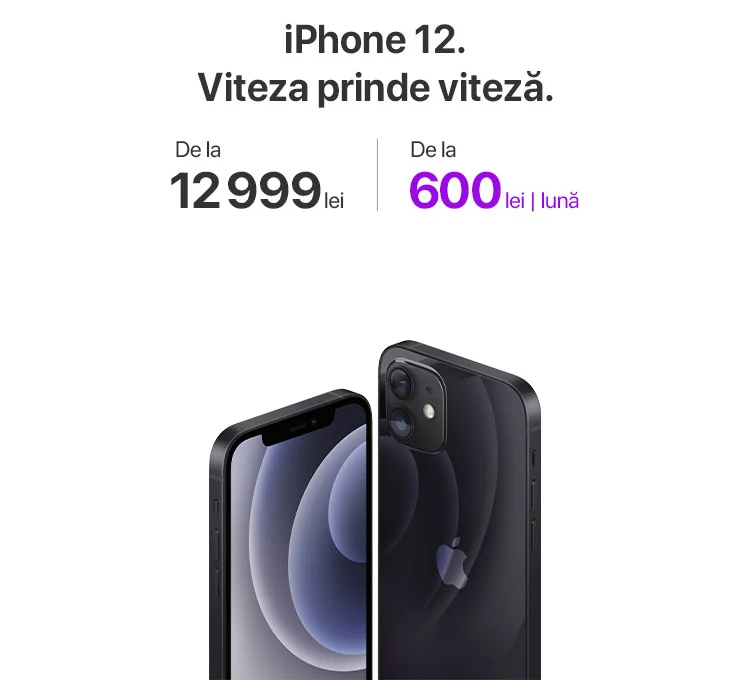 iPhone 12.
Viteza prinde viteză.
De la
12 999 lei
De la
600 lei | lună